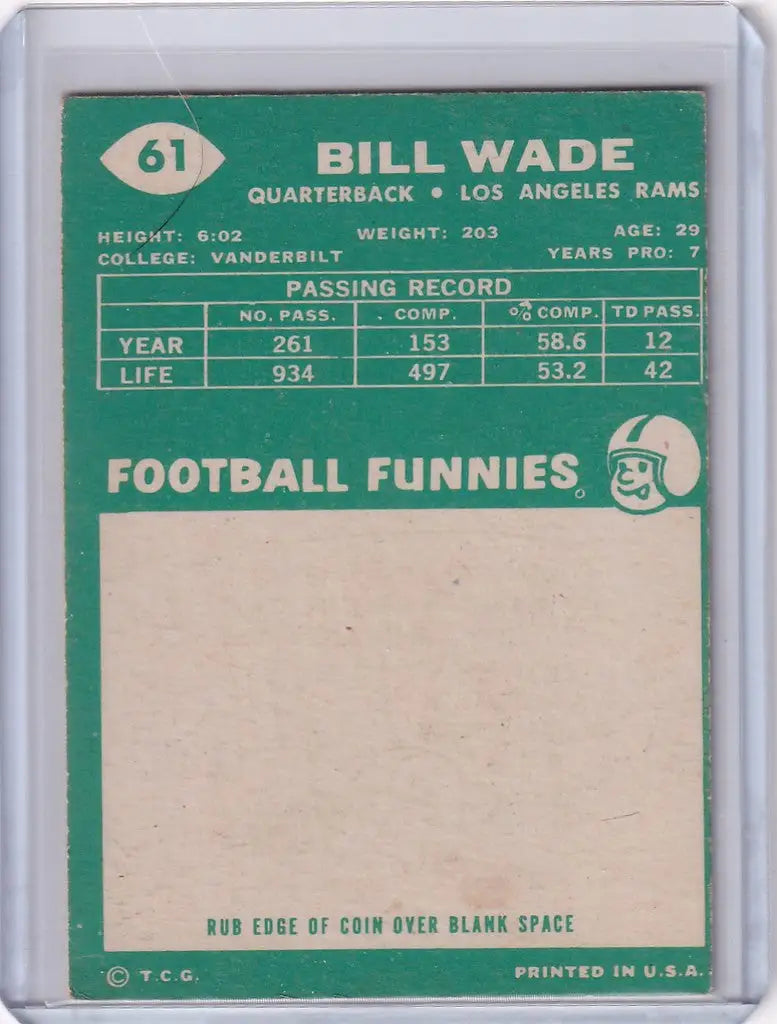 61
BILL WADE
QUARTERBACK • LOS ANGELES RAMS
HEIGHT: 6:02 WEIGHT: 203 AGE: 29
COLLEGE: VANDERBILT YEARS PRO: 7
PASSING RECORD
NO. PASS. COMP. % COMP. TD PASS.
YEAR 261 153 58.6 12
LIFE 934 497 53.2 42
FOOTBALL FUNNIES
RUB EDGE OF COIN OVER BLANK SPACE
© T.C.G. PRINTED IN U.S.A.